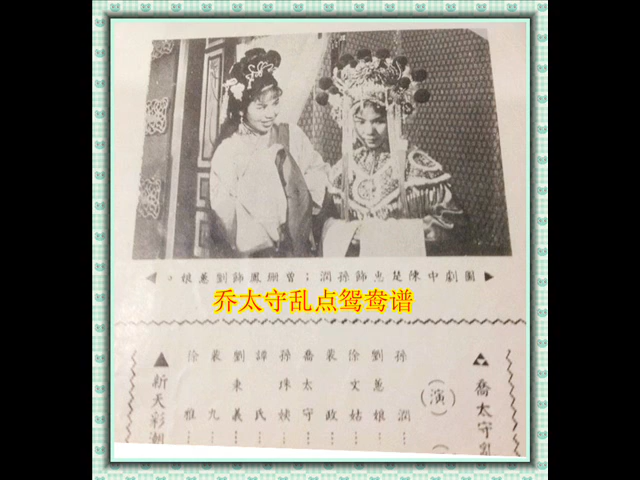 圖劇中陳楚惠飾孫潤；曾珊鳳飾劉蕙娘。
乔太守乱点鸳鸯谱
喬太守
（演）
孫潤……
劉蕙娘……
徐文姑……
裴政……
喬太守……
孫珠姨……
譚氏……
劉東義……
裴九……
徐雅……
新天彩潮